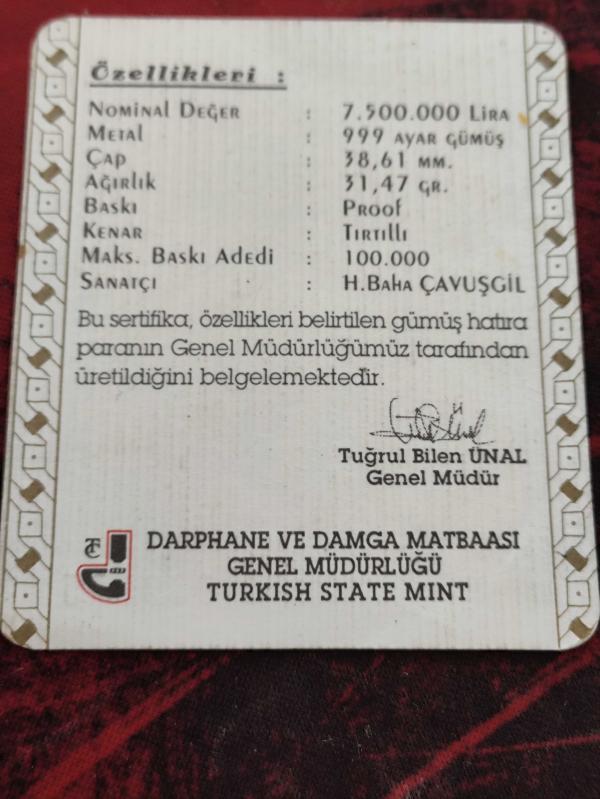 Özellikleri :
Nominal Değer : 7.500.000 Lira
Metal : 999 ayar gümüş
Çap : 38,61 mm.
Ağırlık : 31,47 gr.
Baskı : Proof
Kenar : Tırtıllı
Maks. Baskı Adedi : 100.000
Sanatçı : H.Baha ÇAVUŞGİL
Bu sertifika, özellikleri belirtilen gümüş hatıra
paranın Genel Müdürlüğümüz tarafından
üretildiğini belgelemektedir.
Tuğrul Bilen ÜNAL
Genel Müdür
TC
DARPHANE VE DAMGA MATBAASI
GENEL MÜDÜRLÜĞÜ
TURKISH STATE MINT